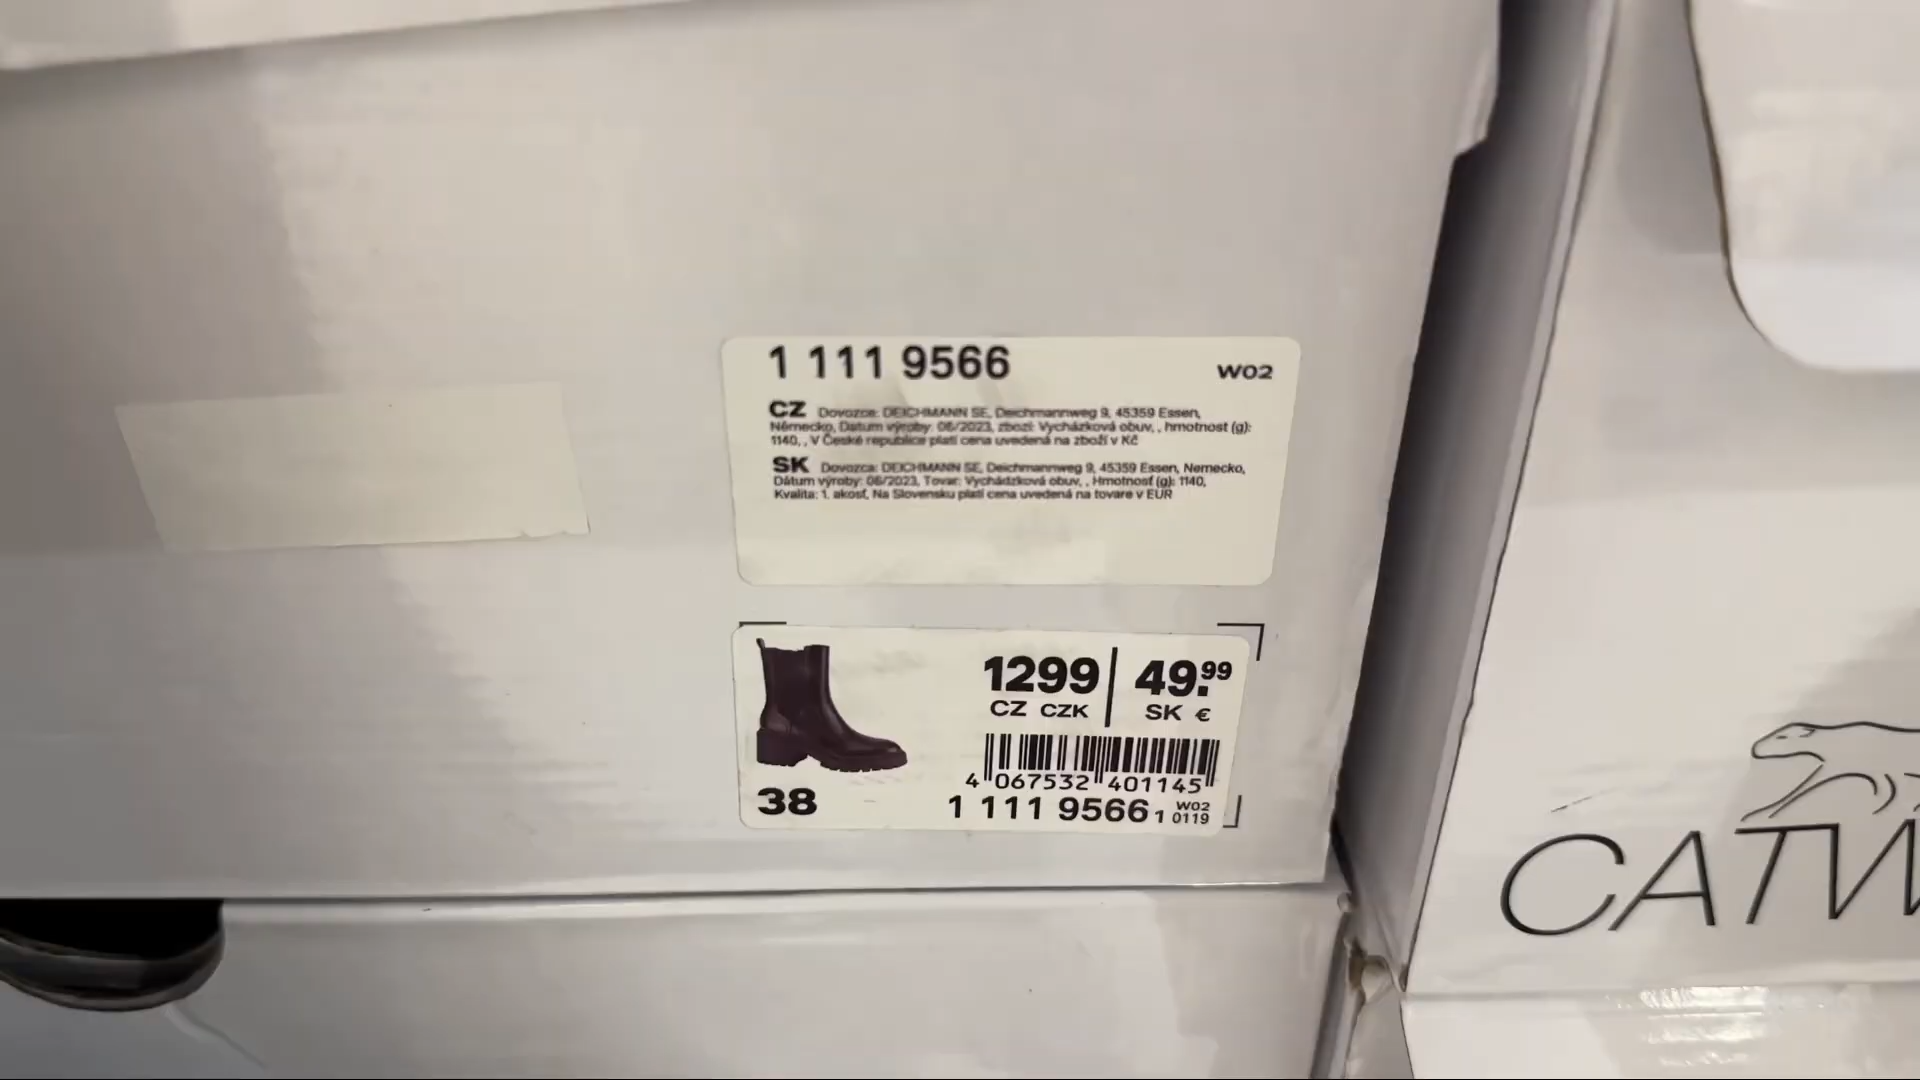 1 111 9566 W02
CZ Dovozce: DEICHMANN SE, Deichmannweg 9, 45359 Essen,
Německo, Datum výroby: 06/2023, zboží: Vycházková obuv, , hmotnost (g):
1140, , V České republice platí cena uvedená na zboží v Kč
SK Dovozca: DEICHMANN SE, Deichmannweg 9, 45359 Essen, Nemecko,
Dátum výroby: 06/2023, Tovar: Vychádzková obuv, , Hmotnosť (g): 1140,
Kvalita: 1. akosť, Na Slovensku platí cena uvedená na tovare v EUR
1299 49.99
CZ CZK SK €
4 067532 401145
38
1 111 9566 1 W02 0119
CATW